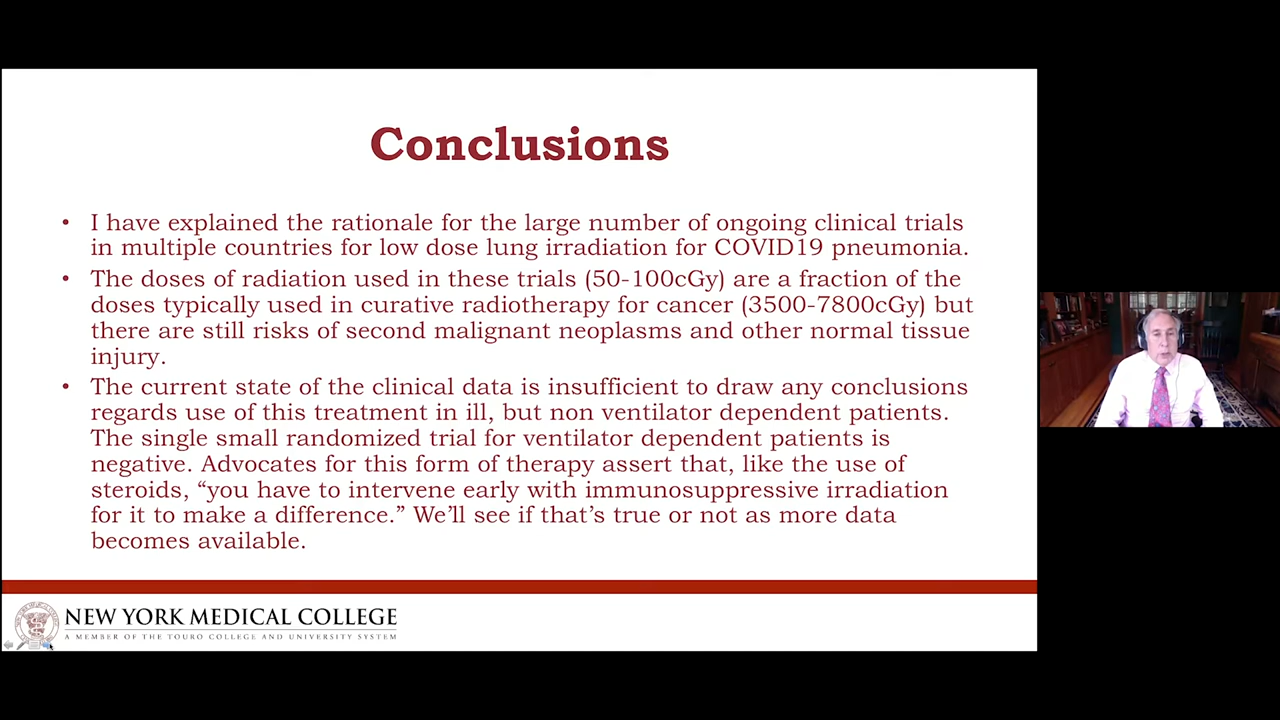 Conclusions
• I have explained the rationale for the large number of ongoing clinical trials
in multiple countries for low dose lung irradiation for COVID19 pneumonia.
• The doses of radiation used in these trials (50-100cGy) are a fraction of the
doses typically used in curative radiotherapy for cancer (3500-7800cGy) but
there are still risks of second malignant neoplasms and other normal tissue
injury.
• The current state of the clinical data is insufficient to draw any conclusions
regards use of this treatment in ill, but non ventilator dependent patients.
The single small randomized trial for ventilator dependent patients is
negative. Advocates for this form of therapy assert that, like the use of
steroids, “you have to intervene early with immunosuppressive irradiation
for it to make a difference.” We’ll see if that’s true or not as more data
becomes available.
NEW YORK MEDICAL COLLEGE
A MEMBER OF THE TOURO COLLEGE AND UNIVERSITY SYSTEM